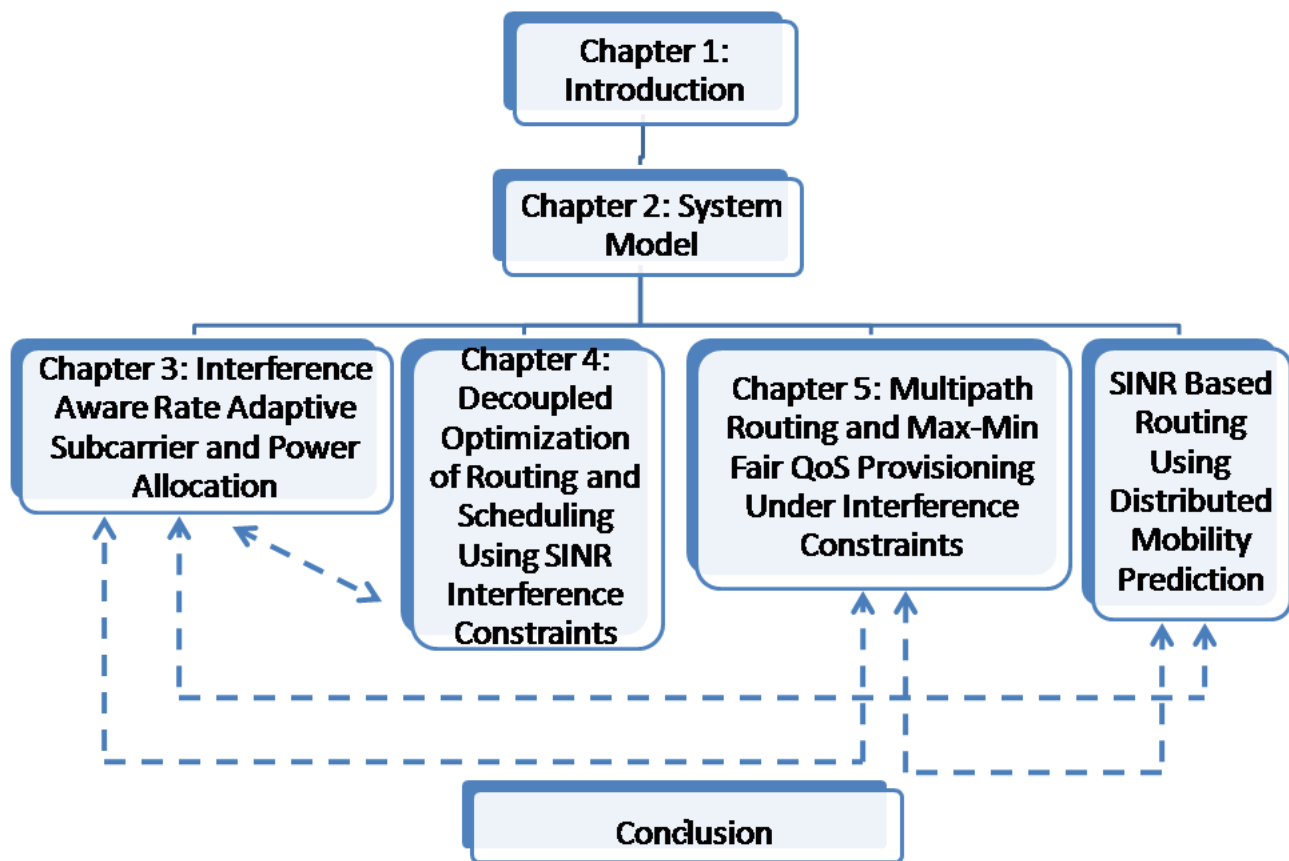 Chapter 1:
Introduction
Chapter 2: System
Model
Chapter 3: Interference
Aware Rate Adaptive
Subcarrier and Power
Allocation
Chapter 4:
Decoupled
Optimization
of Routing and
Scheduling
Using SINR
Interference
Constraints
Chapter 5: Multipath
Routing and Max-Min
Fair QoS Provisioning
Under Interference
Constraints
SINR Based
Routing
Using
Distributed
Mobility
Prediction
Conclusion